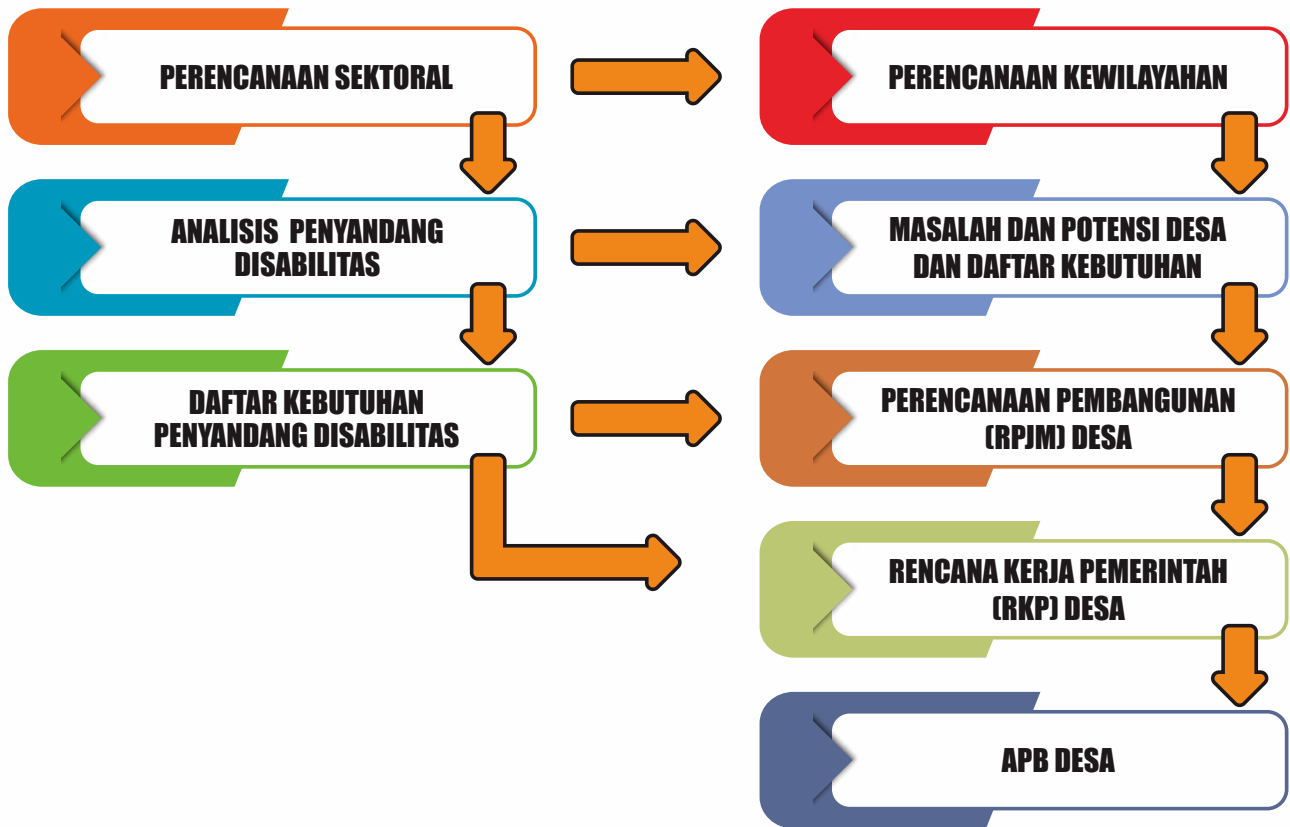 PERENCANAAN SEKTORAL
PERENCANAAN KEWILAYAHAN
ANALISIS PENYANDANG
DISABILITAS
MASALAH DAN POTENSI DESA
DAN DAFTAR KEBUTUHAN
DAFTAR KEBUTUHAN
PENYANDANG DISABILITAS
PERENCANAAN PEMBANGUNAN
(RPJM) DESA
RENCANA KERJA PEMERINTAH
(RKP) DESA
APB DESA